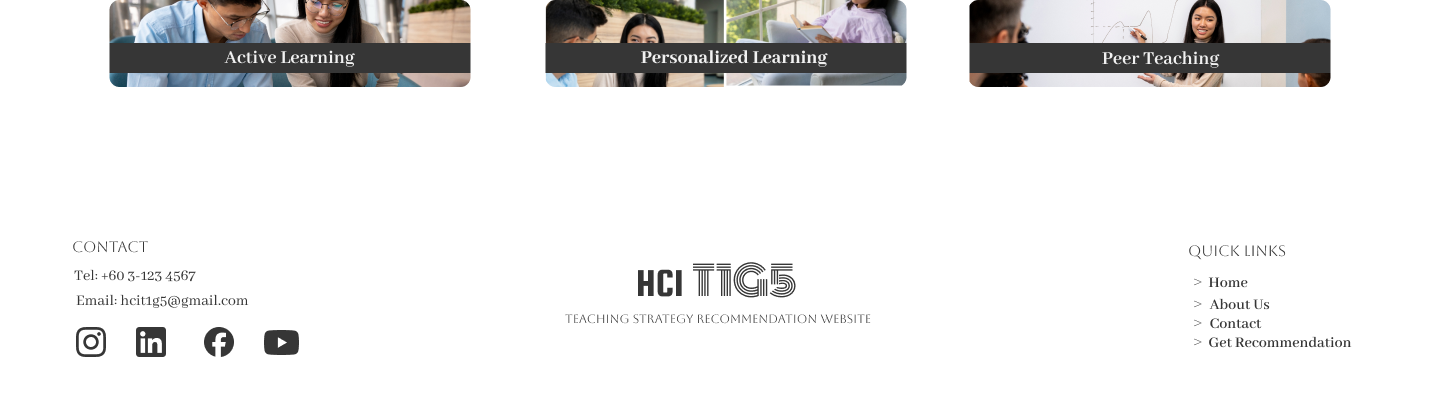 Active Learning
Personalized Learning
Peer Teaching
CONTACT
Tel: +60 3-123 4567
Email: hcit1g5@gmail.com
HCI T1G5
TEACHING STRATEGY RECOMMENDATION WEBSITE
QUICK LINKS
> Home
> About Us
> Contact
> Get Recommendation